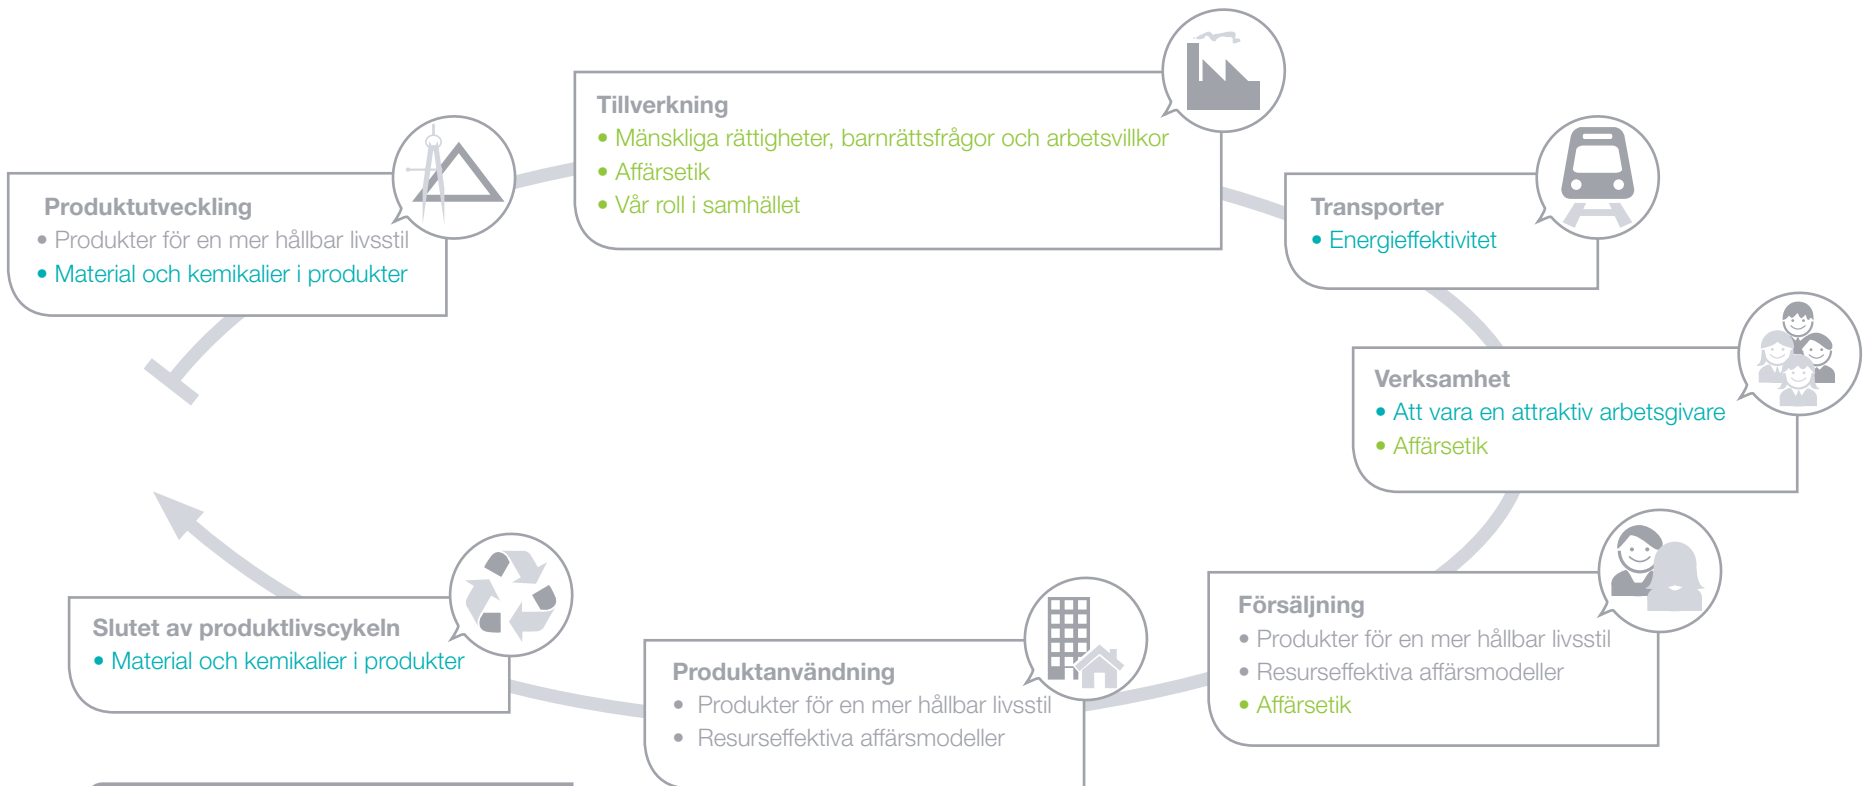 Produktutveckling
• Produkter för en mer hållbar livsstil
• Material och kemikalier i produkter
Tillverkning
• Mänskliga rättigheter, barnrättsfrågor och arbetsvillkor
• Affärsetik
• Vår roll i samhället
Transporter
• Energieffektivitet
Verksamhet
• Att vara en attraktiv arbetsgivare
• Affärsetik
Försäljning
• Produkter för en mer hållbar livsstil
• Resurseffektiva affärsmodeller
• Affärsetik
Produktanvändning
• Produkter för en mer hållbar livsstil
• Resurseffektiva affärsmodeller
Slutet av produktlivscykeln
• Material och kemikalier i produkter